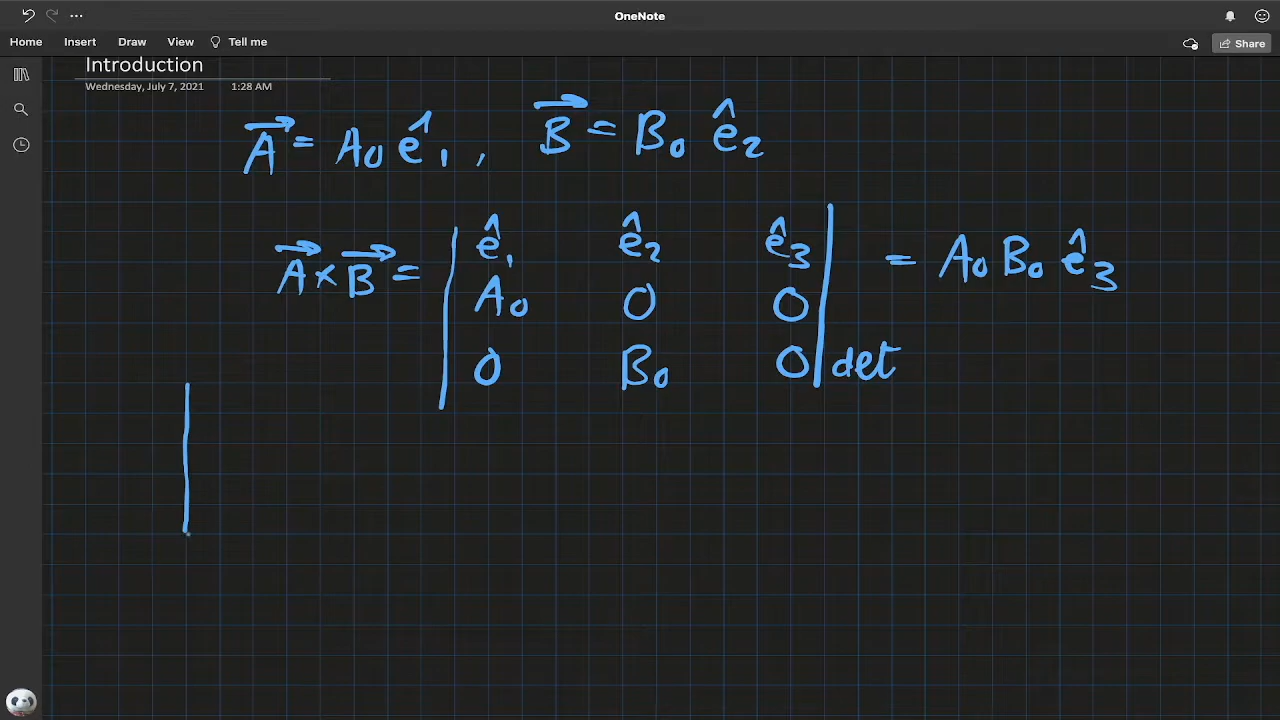 OneNote
Home Insert Draw View Tell me Share
Introduction
Wednesday, July 7, 2021 1:28 AM
A⃗ = A₀ ê₁ , B⃗ = B₀ ê₂
A⃗ × B⃗ = | ê₁ ê₂ ê₃ | = A₀ B₀ ê₃
A₀ 0 0
0 B₀ 0 det